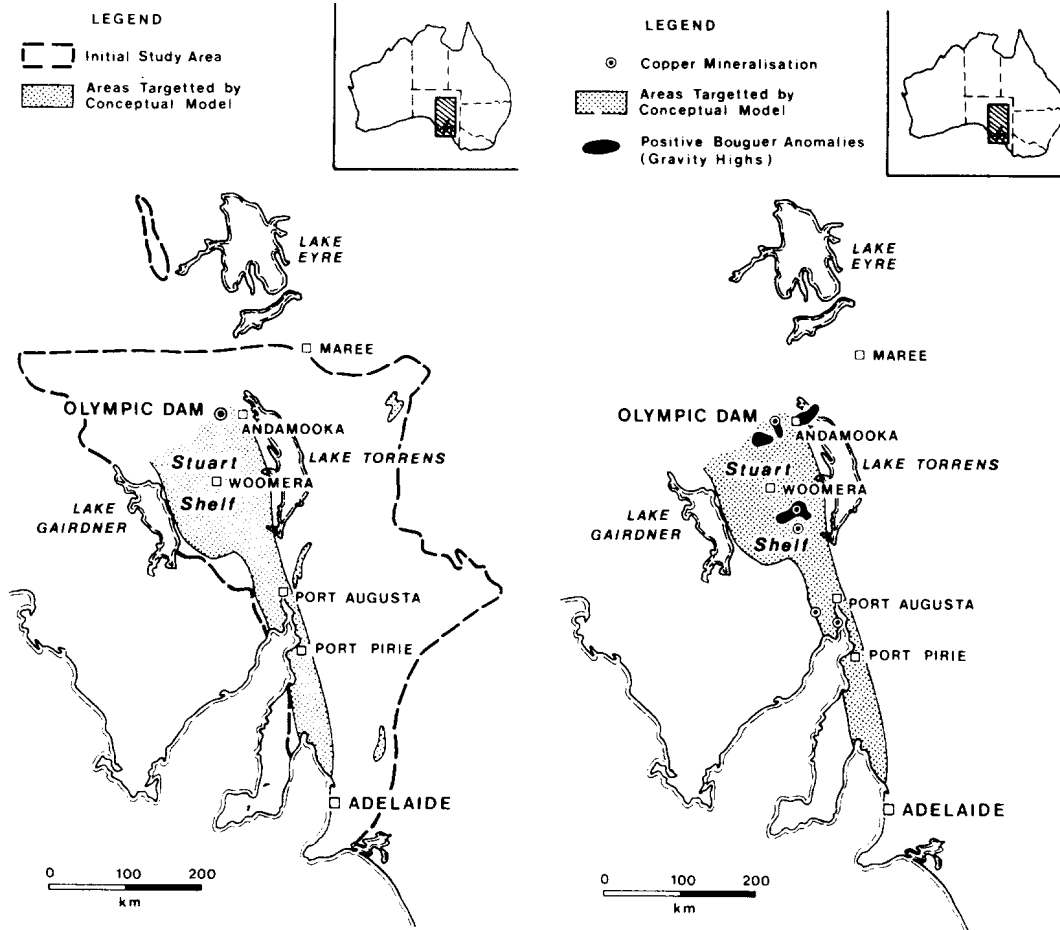 LEGEND
Initial Study Area
Areas Targetted by
Conceptual Model
LAKE
EYRE
MAREE
OLYMPIC DAM
ANDAMOOKA
LAKE TORRENS
Stuart
WOOMERA
Shelf
LAKE
GAIRDNER
PORT AUGUSTA
PORT PIRIE
ADELAIDE
0 100 200
km
LEGEND
Copper Mineralisation
Areas Targetted by
Conceptual Model
Positive Bouguer Anomalies
(Gravity Highs)
LAKE
EYRE
MAREE
OLYMPIC DAM
ANDAMOOKA
LAKE TORRENS
Stuart
WOOMERA
LAKE
GAIRDNER
Shelf
PORT AUGUSTA
PORT PIRIE
ADELAIDE
0 100 200
km